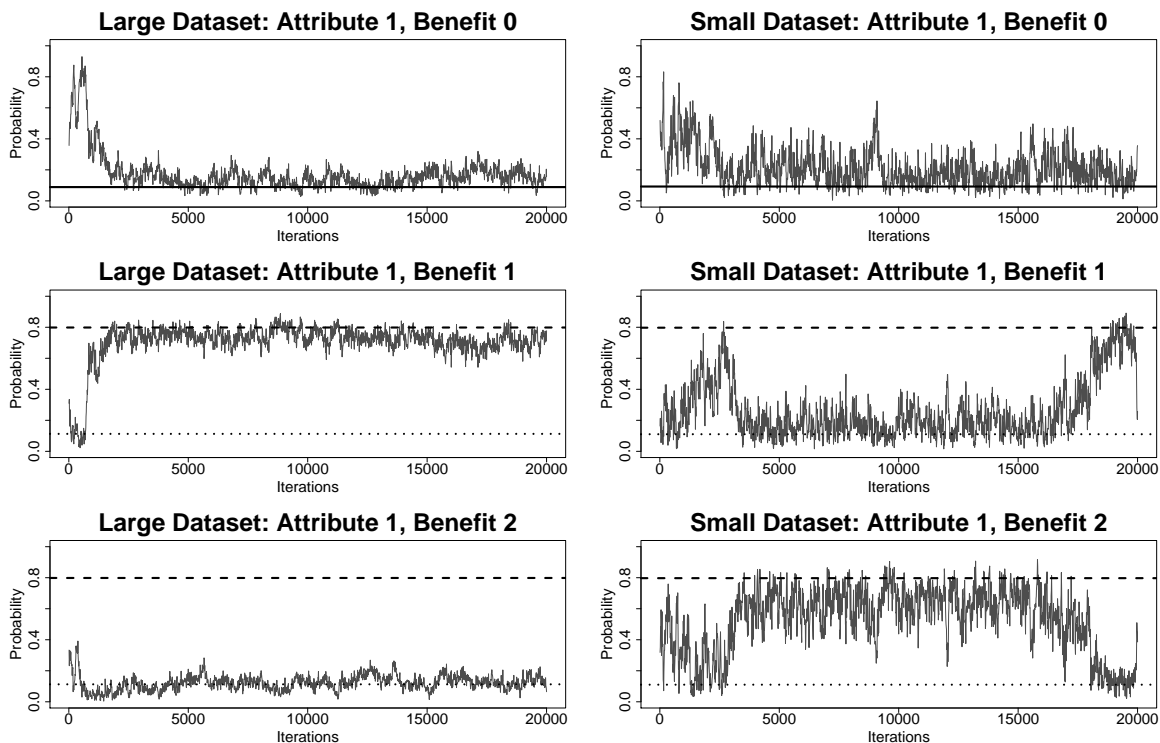 Large Dataset: Attribute 1, Benefit 0
Probability
0.0 0.4 0.8
0 5000 10000 15000 20000
Iterations
Small Dataset: Attribute 1, Benefit 0
Probability
0.0 0.4 0.8
0 5000 10000 15000 20000
Iterations
Large Dataset: Attribute 1, Benefit 1
Probability
0.0 0.4 0.8
0 5000 10000 15000 20000
Iterations
Small Dataset: Attribute 1, Benefit 1
Probability
0.0 0.4 0.8
0 5000 10000 15000 20000
Iterations
Large Dataset: Attribute 1, Benefit 2
Probability
0.0 0.4 0.8
0 5000 10000 15000 20000
Iterations
Small Dataset: Attribute 1, Benefit 2
Probability
0.0 0.4 0.8
0 5000 10000 15000 20000
Iterations